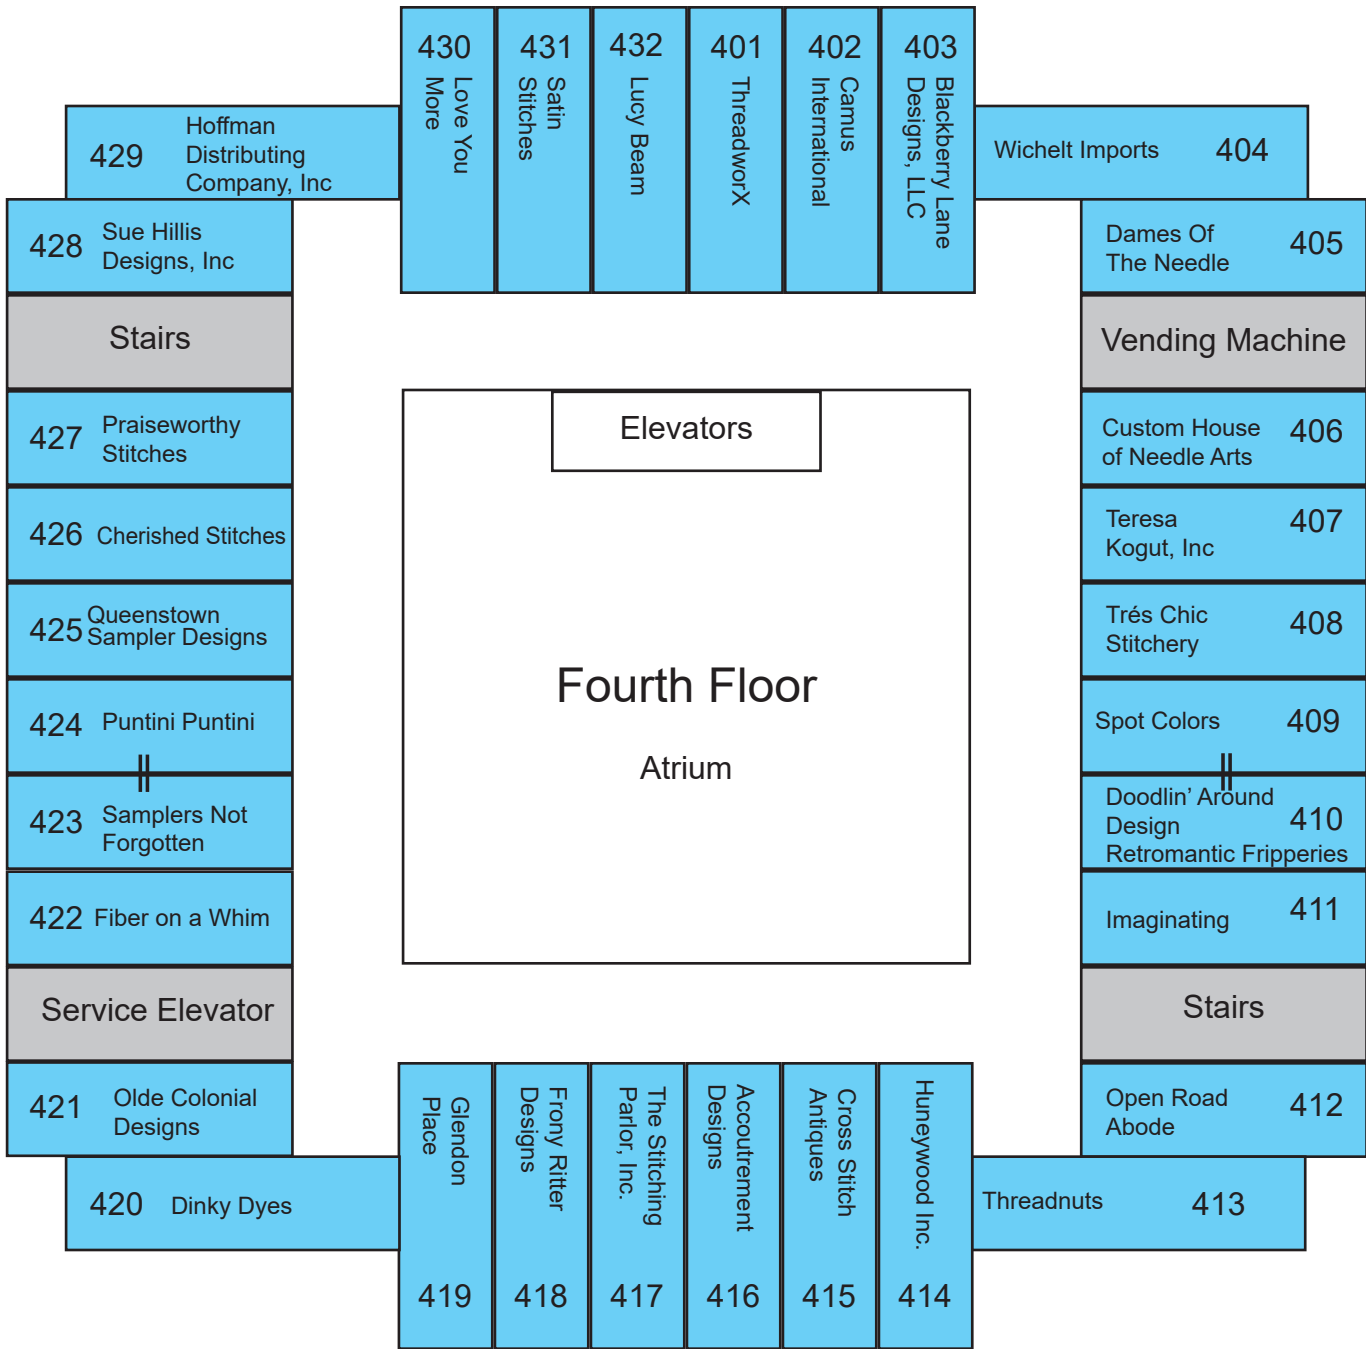 430
Love You
More
431
Satin
Stitches
432
Lucy Beam
401
ThreadworX
402
Camus
International
403
Blackberry Lane
Designs, LLC
429
Hoffman
Distributing
Company, Inc
Wichelt Imports
404
428
Sue Hillis
Designs, Inc
Dames Of
The Needle
405
Stairs
Vending Machine
427
Praiseworthy
Stitches
Elevators
Custom House
of Needle Arts
406
426
Cherished Stitches
Teresa
Kogut, Inc
407
425
Queenstown
Sampler Designs
Trés Chic
Stitchery
408
Fourth Floor
Atrium
424
Puntini Puntini
Spot Colors
409
423
Samplers Not
Forgotten
Doodlin’ Around
Design
Retromantic Fripperies
410
422
Fiber on a Whim
Imaginating
411
Service Elevator
Stairs
421
Olde Colonial
Designs
Open Road
Abode
412
420
Dinky Dyes
Glendon
Place
419
Frony Ritter
Designs
418
The Stitching
Parlor, Inc.
417
Accoutrement
Designs
416
Cross Stitch
Antiques
415
Huneywood Inc.
414
Threadnuts
413